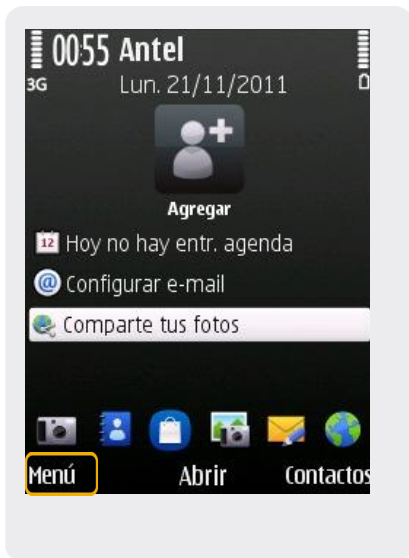 00:55 Antel
3G Lun. 21/11/2011
Agregar
12 Hoy no hay entr. agenda
@ Configurar e-mail
Comparte tus fotos
Menú Abrir Contactos